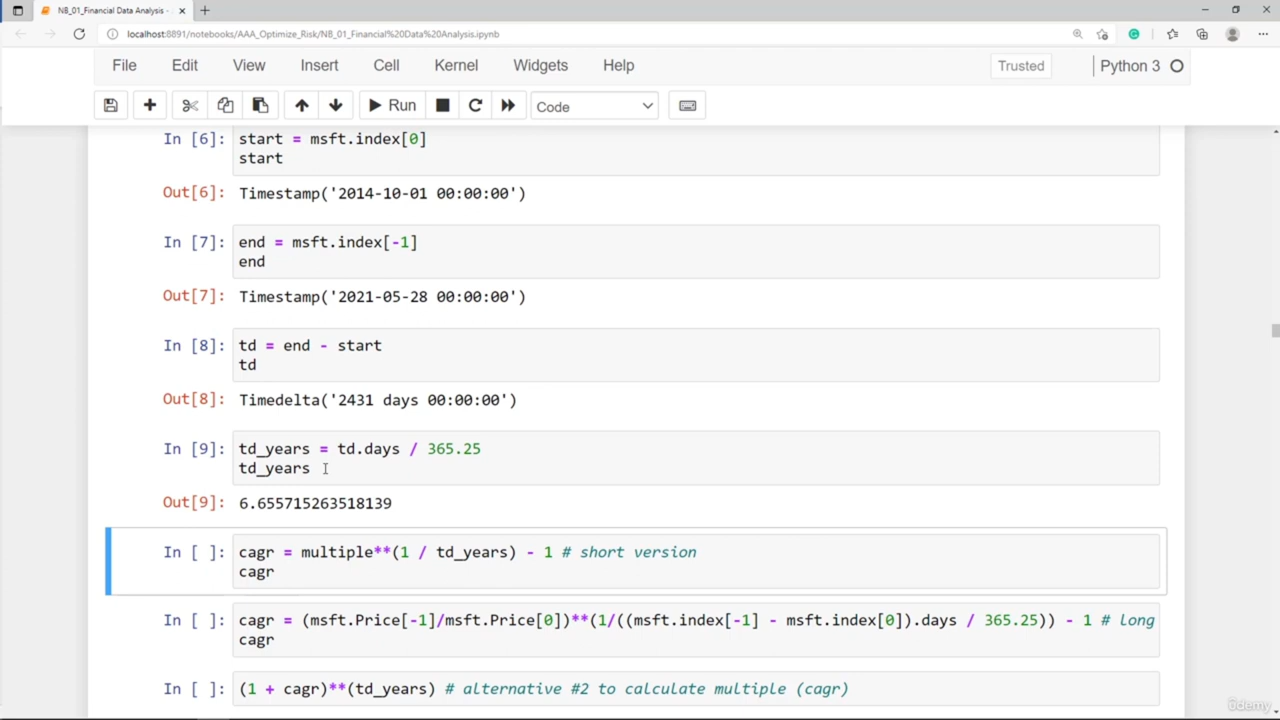 NB_01_Financial Data Analysis -
localhost:8891/notebooks/AAA_Optimize_Risk/NB_01_Financial%20Data%20Analysis.ipynb
File Edit View Insert Cell Kernel Widgets Help Trusted Python 3
Run Code
In [6]: start = msft.index[0]
start
Out[6]: Timestamp('2014-10-01 00:00:00')
In [7]: end = msft.index[-1]
end
Out[7]: Timestamp('2021-05-28 00:00:00')
In [8]: td = end - start
td
Out[8]: Timedelta('2431 days 00:00:00')
In [9]: td_years = td.days / 365.25
td_years
Out[9]: 6.655715263518139
In [ ]: cagr = multiple**(1 / td_years) - 1 # short version
cagr
In [ ]: cagr = (msft.Price[-1]/msft.Price[0])**(1/((msft.index[-1] - msft.index[0]).days / 365.25)) - 1 # long
cagr
In [ ]: (1 + cagr)**(td_years) # alternative #2 to calculate multiple (cagr)
ûdemy